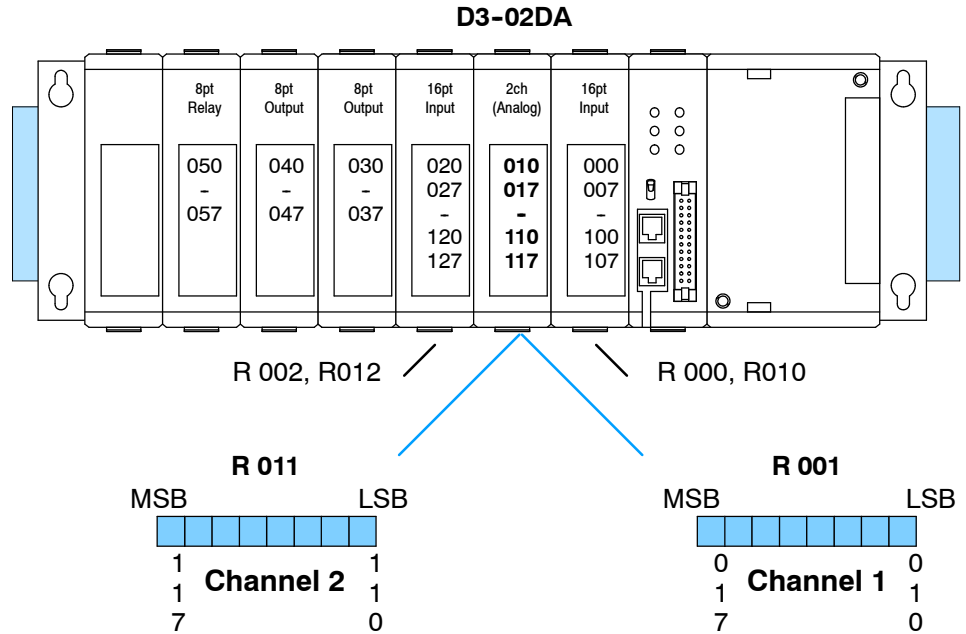 D3-02DA
8pt
Relay
8pt
Output
8pt
Output
16pt
Input
2ch
(Analog)
16pt
Input
050
-
057
040
-
047
030
-
037
020
027
-
120
127
010
017
-
110
117
000
007
-
100
107
R 002, R012
R 000, R010
R 011
MSB
LSB
1
1
7
Channel 2
1
1
0
R 001
MSB
LSB
0
1
7
Channel 1
0
1
0